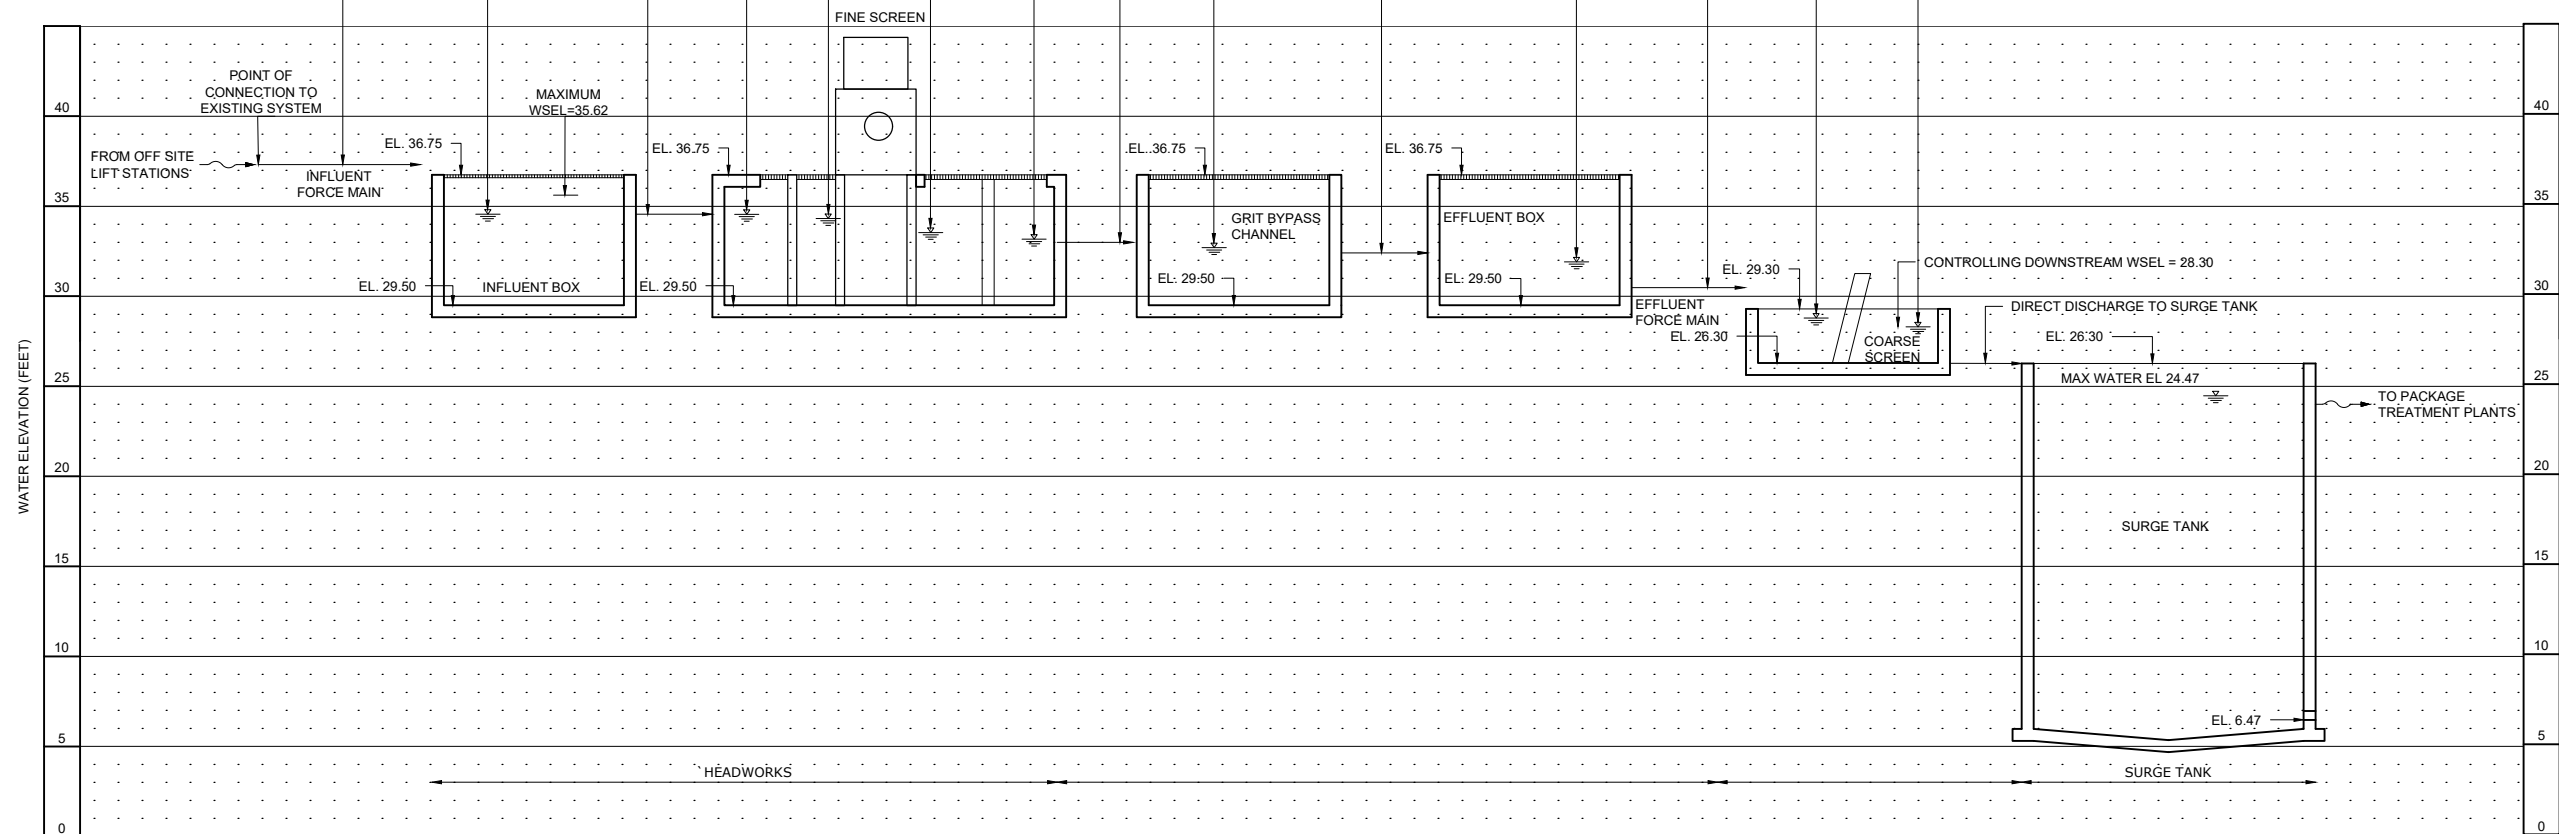 FINE SCREEN
POINT OF
CONNECTION TO
EXISTING SYSTEM
MAXIMUM
WSEL=35.62
40
40
EL. 36.75
EL. 36.75
EL. 36.75
EL. 36.75
FROM OFF SITE
LIFT STATIONS
INFLUENT
FORCE MAIN
35
35
GRIT BYPASS
CHANNEL
EFFLUENT BOX
EL. 29.50
INFLUENT BOX
EL. 29.50
EL. 29.50
EL. 29.50
EL. 29.30
CONTROLLING DOWNSTREAM WSEL = 28.30
30
30
EFFLUENT
FORCE MAIN
DIRECT DISCHARGE TO SURGE TANK
EL. 26.30
COARSE
SCREEN
EL. 26.30
25
25
MAX WATER EL 24.47
TO PACKAGE
TREATMENT PLANTS
WATER ELEVATION (FEET)
20
20
SURGE TANK
15
15
10
10
EL. 6.47
5
5
HEADWORKS
SURGE TANK
0
0